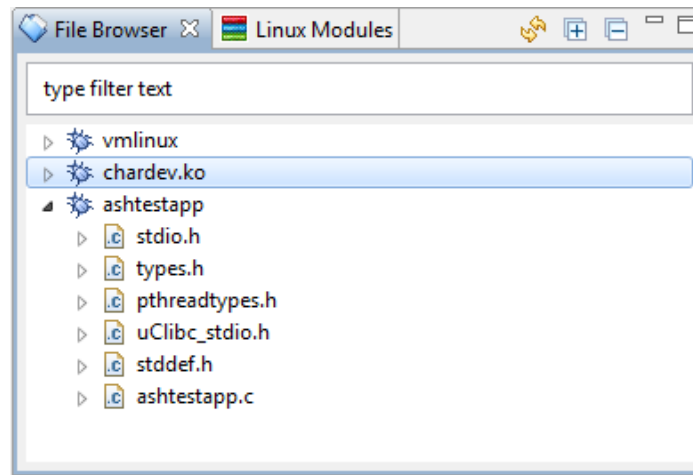 File Browser Linux Modules
type filter text
vmlinux
chardev.ko
ashtestapp
.c stdio.h
.c types.h
.c pthreadtypes.h
.c uClibc_stdio.h
.c stddef.h
.c ashtestapp.c